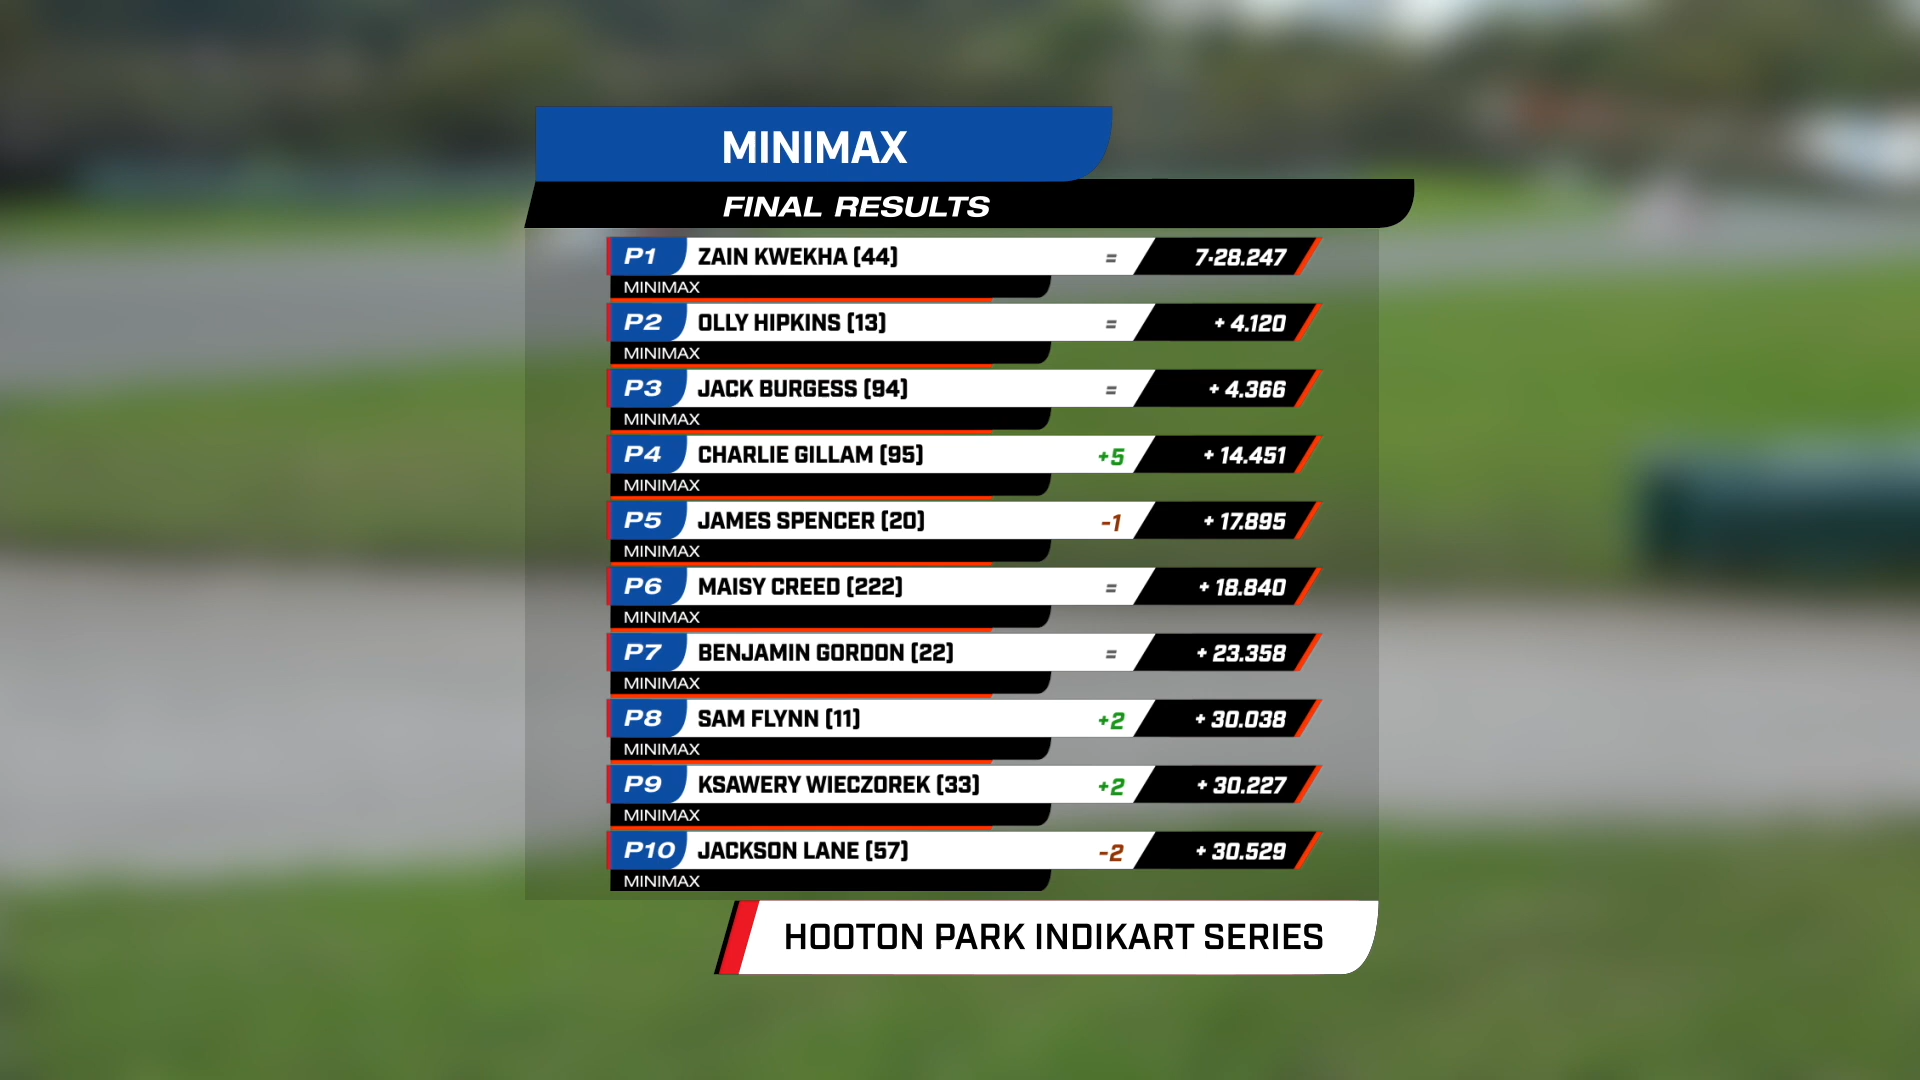 MINIMAX
FINAL RESULTS
P1 ZAIN KWEKHA (44) = 7·28.247
MINIMAX
P2 OLLY HIPKINS (13) = + 4.120
MINIMAX
P3 JACK BURGESS (94) = + 4.366
MINIMAX
P4 CHARLIE GILLAM (95) +5 + 14.451
MINIMAX
P5 JAMES SPENCER (20) -1 + 17.895
MINIMAX
P6 MAISY CREED (222) = + 18.840
MINIMAX
P7 BENJAMIN GORDON (22) = + 23.358
MINIMAX
P8 SAM FLYNN (11) +2 + 30.038
MINIMAX
P9 KSAWERY WIECZOREK (33) +2 + 30.227
MINIMAX
P10 JACKSON LANE (57) -2 + 30.529
MINIMAX
HOOTON PARK INDIKART SERIES